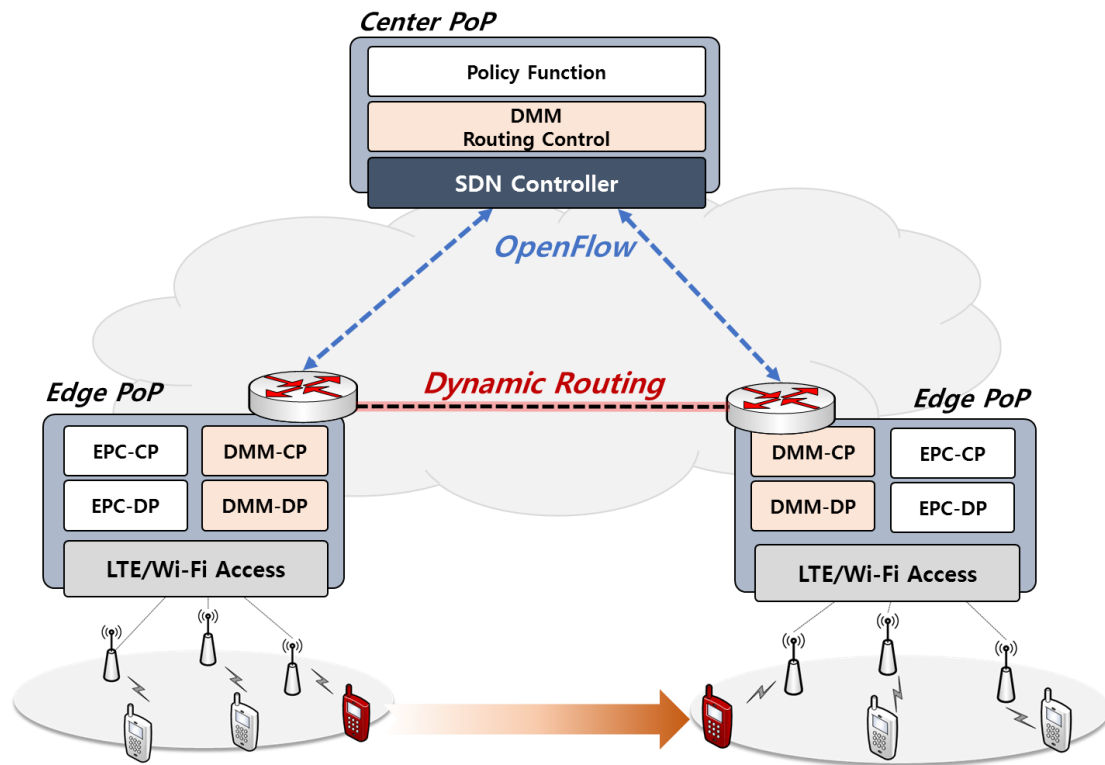 Center PoP
Policy Function
DMM
Routing Control
SDN Controller
OpenFlow
Edge PoP
Dynamic Routing
Edge PoP
EPC-CP
DMM-CP
EPC-DP
DMM-DP
LTE/Wi-Fi Access
DMM-CP
EPC-CP
DMM-DP
EPC-DP
LTE/Wi-Fi Access